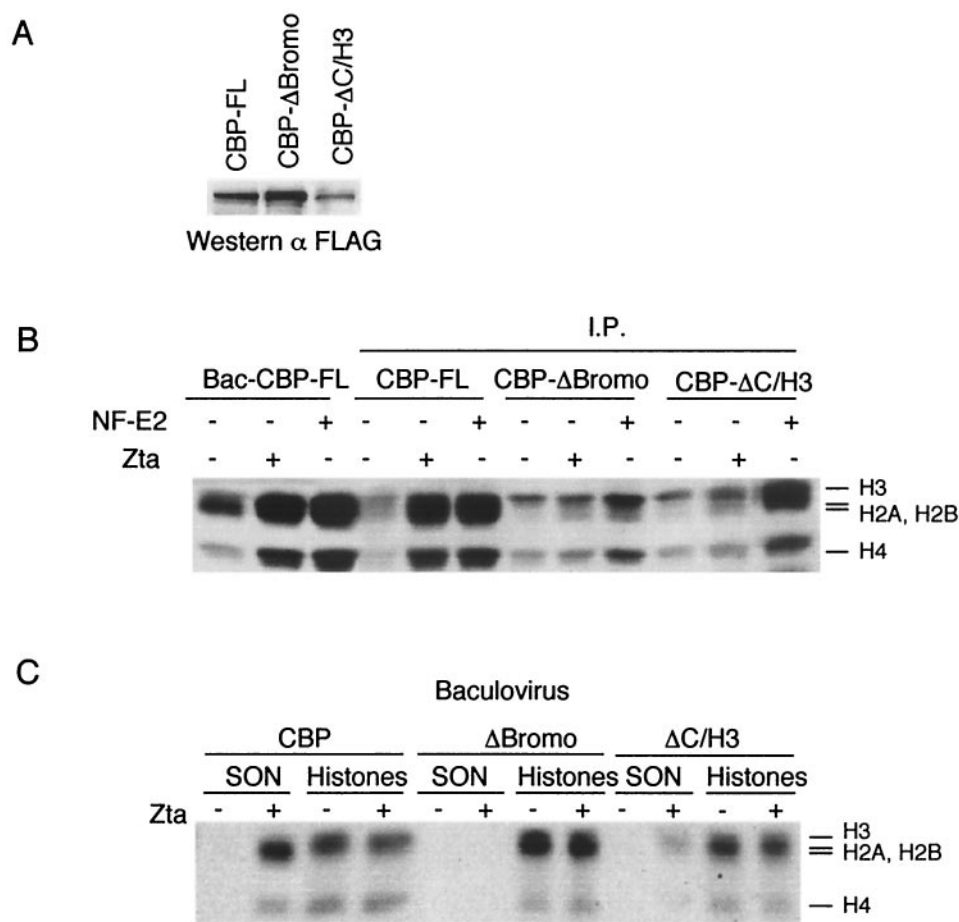 A
CBP-FL
CBP-ΔBromo
CBP-ΔC/H3
Western α FLAG
B
I.P.
Bac-CBP-FL CBP-FL CBP-ΔBromo CBP-ΔC/H3
NF-E2 - - + - - + - - + - - +
Zta - + - - + - - + - - + -
H3
H2A, H2B
H4
C
Baculovirus
CBP ΔBromo ΔC/H3
SON Histones SON Histones SON Histones
Zta - + - + - + - + - + - +
H3
H2A, H2B
H4